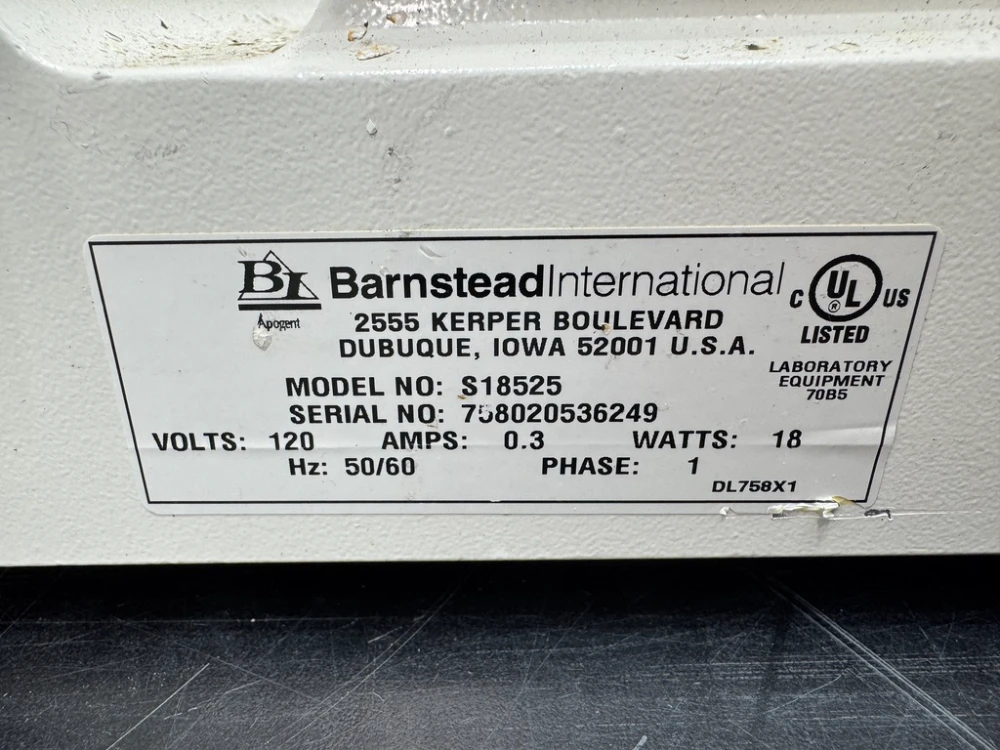 BI BarnsteadInternational
Apogent
2555 KERPER BOULEVARD
DUBUQUE, IOWA 52001 U.S.A.
C UL® US
LISTED
LABORATORY
EQUIPMENT
70B5
MODEL NO: S18525
SERIAL NO: 758020536249
VOLTS: 120 AMPS: 0.3 WATTS: 18
Hz: 50/60 PHASE: 1
DL758X1